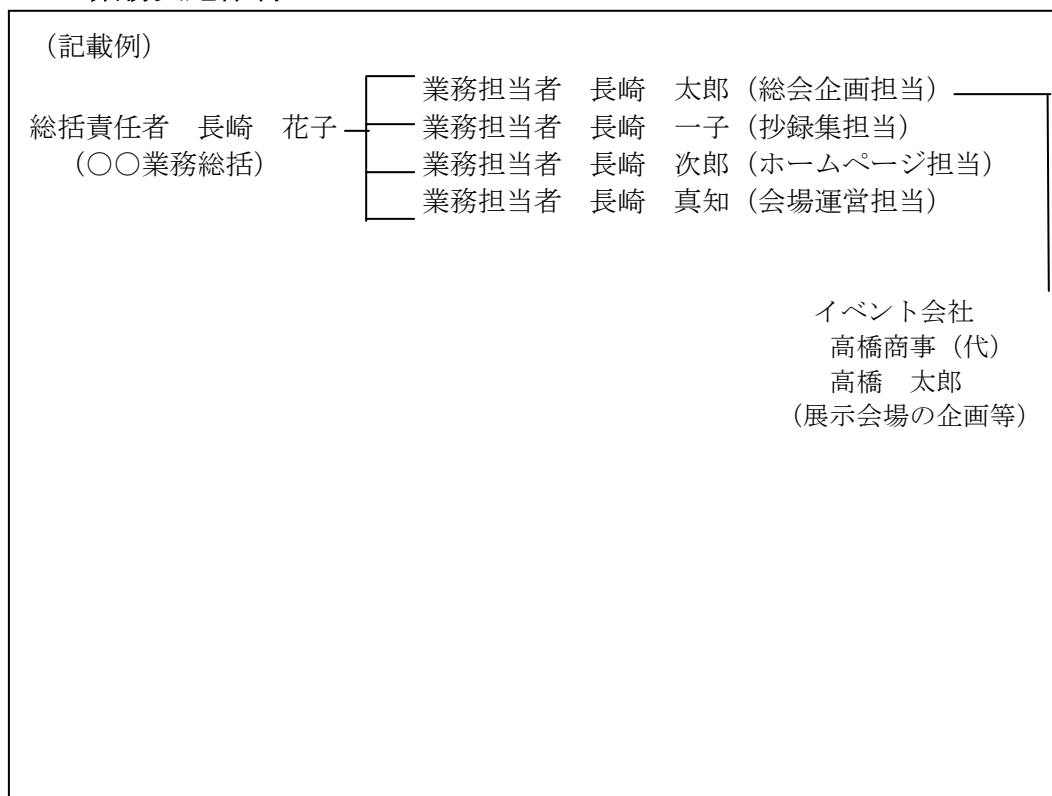 （記載例）
業務担当者　長崎　太郎（総会企画担当）
総括責任者　長崎　花子
業務担当者　長崎　一子（抄録集担当）
（○○業務総括）
業務担当者　長崎　次郎（ホームページ担当）
業務担当者　長崎　真知（会場運営担当）
イベント会社
高橋商事（代）
高橋　太郎
（展示会場の企画等）